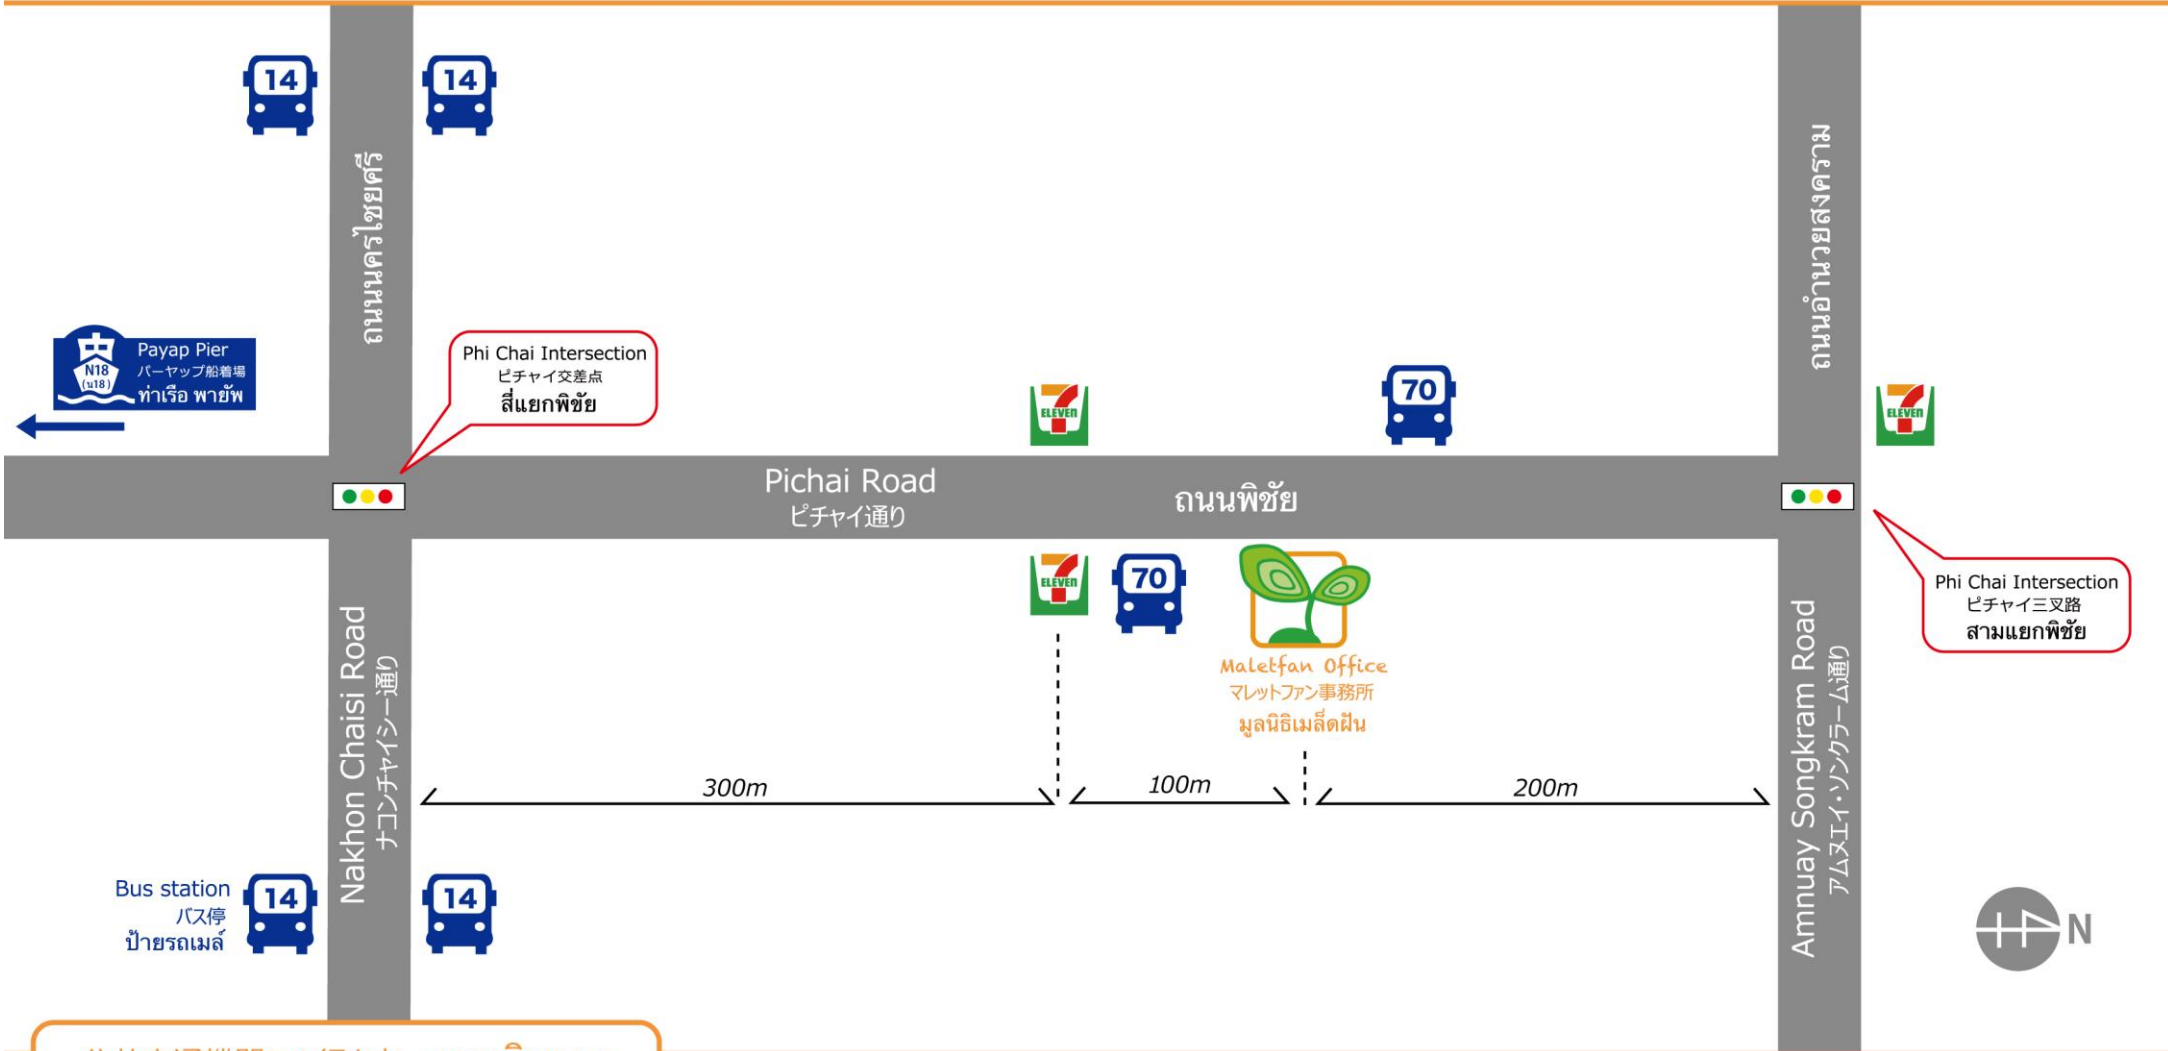 14
14
ถนนนครไชยศรี
ถนนอำนวยสงคราม
N18
(น18)
Payap Pier
パーヤップ船着場
ท่าเรือ พายัพ
Phi Chai Intersection
ピチャイ交差点
สี่แยกพิชัย
7
ELEVEN
70
7
ELEVEN
Pichai Road
ピチャイ通り
ถนนพิชัย
7
ELEVEN
70
Phi Chai Intersection
ピチャイ三叉路
สามแยกพิชัย
Maletfan Office
マレットファン事務所
มูลนิธิเมล็ดฝัน
Nakhon Chaisi Road
ナコンチャイシー通り
Amnuay Songkram Road
アムヌエイ・ソンクラーム通り
300m
100m
200m
Bus station
バス停
ป้ายรถเมล์
14
14
N